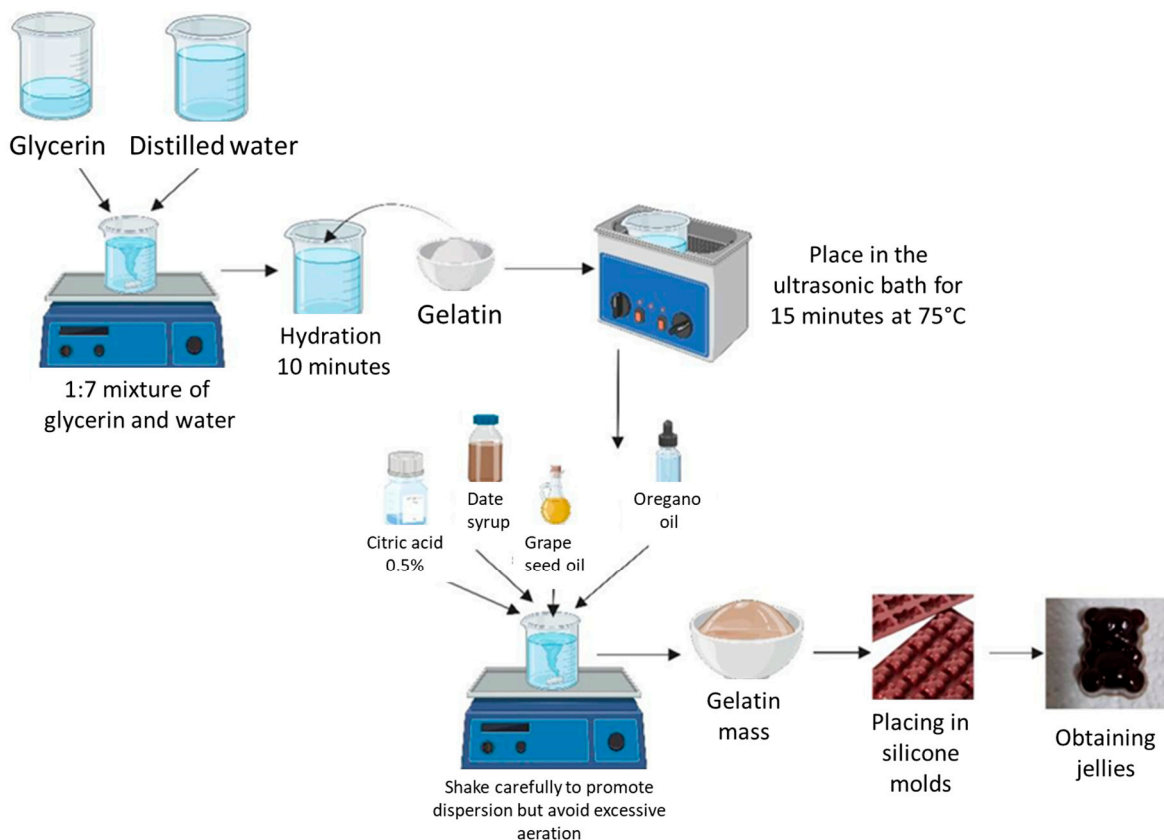 Glycerin
Distilled water
1:7 mixture of
glycerin and water
Hydration
10 minutes
Gelatin
Place in the
ultrasonic bath for
15 minutes at 75°C
Citric acid
0.5%
Date
syrup
Grape
seed oil
Oregano
oil
Shake carefully to promote
dispersion but avoid excessive
aeration
Gelatin
mass
Placing in
silicone
molds
Obtaining
jellies